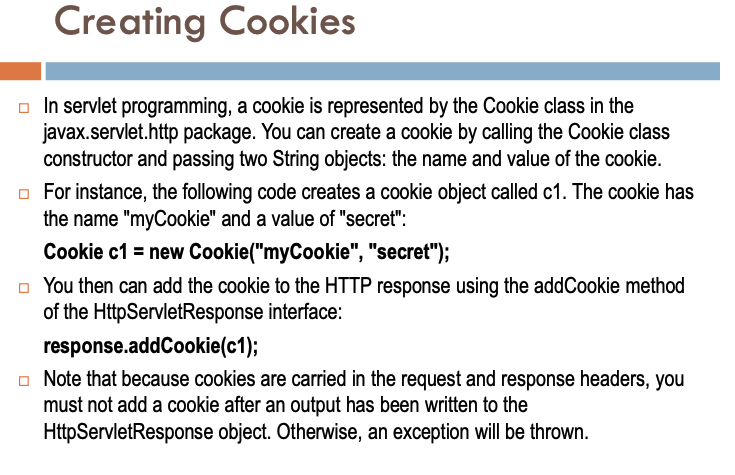 Creating Cookies
In servlet programming, a cookie is represented by the Cookie class in the
javax.servlet.http package. You can create a cookie by calling the Cookie class
constructor and passing two String objects: the name and value of the cookie.
For instance, the following code creates a cookie object called c1. The cookie has
the name "myCookie" and a value of "secret":
Cookie c1 = new Cookie("myCookie", "secret");
You then can add the cookie to the HTTP response using the addCookie method
of the HttpServletResponse interface:
response.addCookie(c1);
Note that because cookies are carried in the request and response headers, you
must not add a cookie after an output has been written to the
HttpServletResponse object. Otherwise, an exception will be thrown.